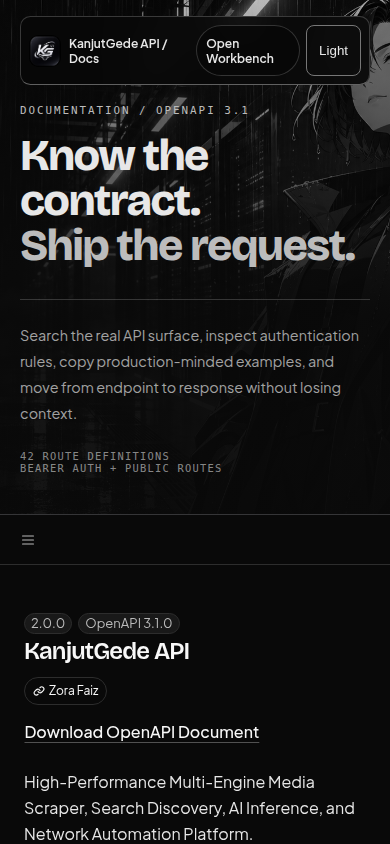 KanjutGede API /
Docs
Open
Workbench
Light
DOCUMENTATION / OPENAPI 3.1
Know the
contract.
Ship the request.
Search the real API surface, inspect authentication
rules, copy production-minded examples, and
move from endpoint to response without losing
context.
42 ROUTE DEFINITIONS
BEARER AUTH + PUBLIC ROUTES
2.0.0
OpenAPI 3.1.0
KanjutGede API
Zora Faiz
Download OpenAPI Document
High-Performance Multi-Engine Media
Scraper, Search Discovery, AI Inference, and
Network Automation Platform.